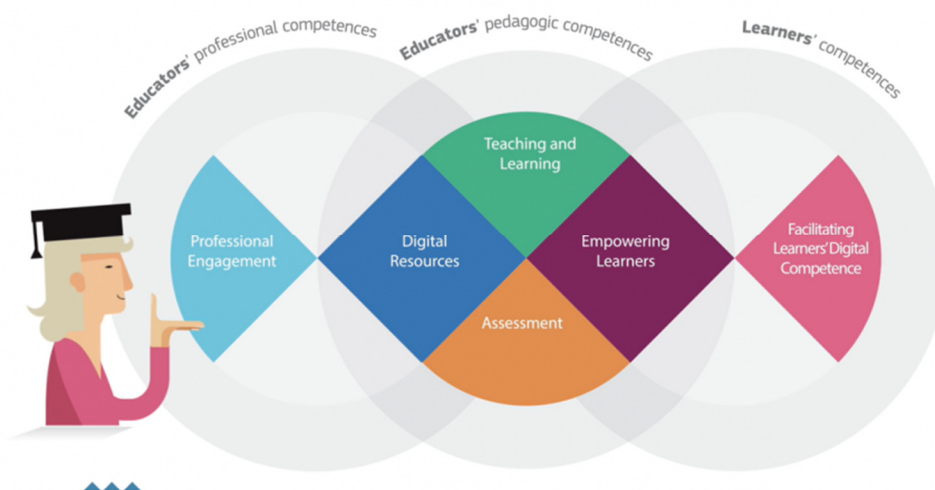 Educators' professional competences
Educators' pedagogic competences
Learners' competences
Teaching and
Learning
Professional
Engagement
Digital
Resources
Empowering
Learners
Facilitating
Learners'Digital
Competence
Assessment